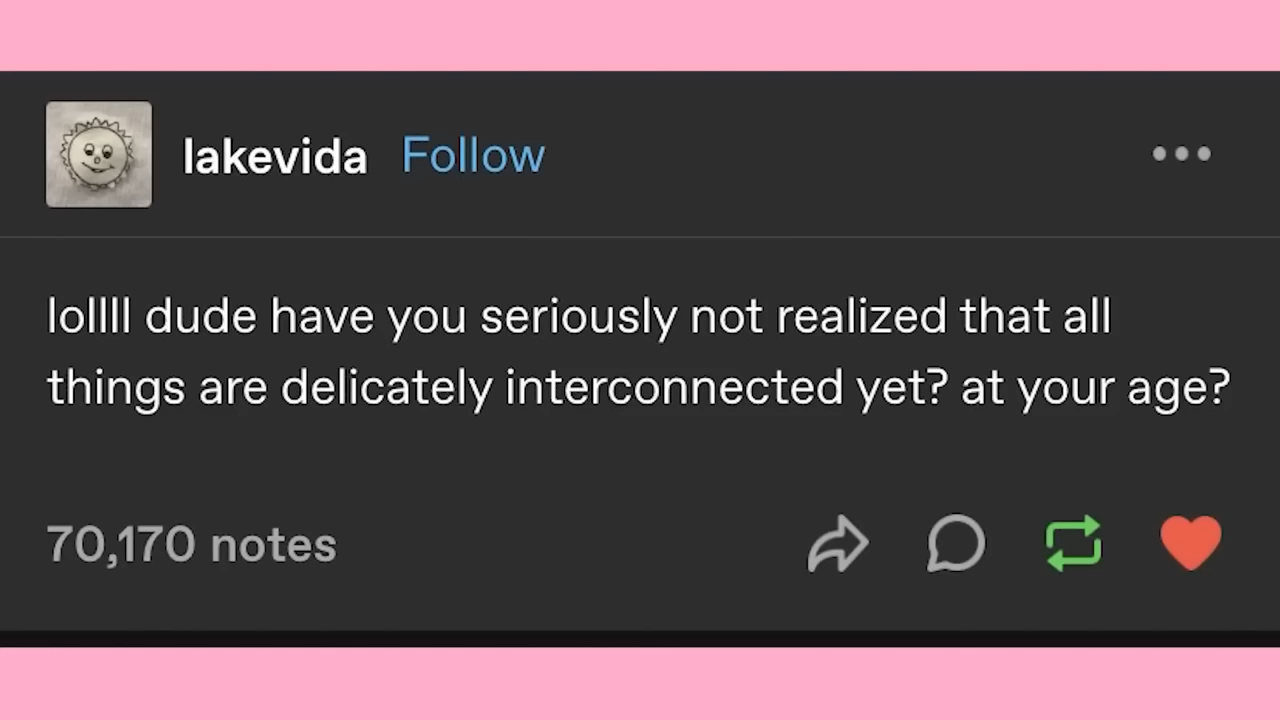 lakevida Follow
lollll dude have you seriously not realized that all
things are delicately interconnected yet? at your age?
70,170 notes